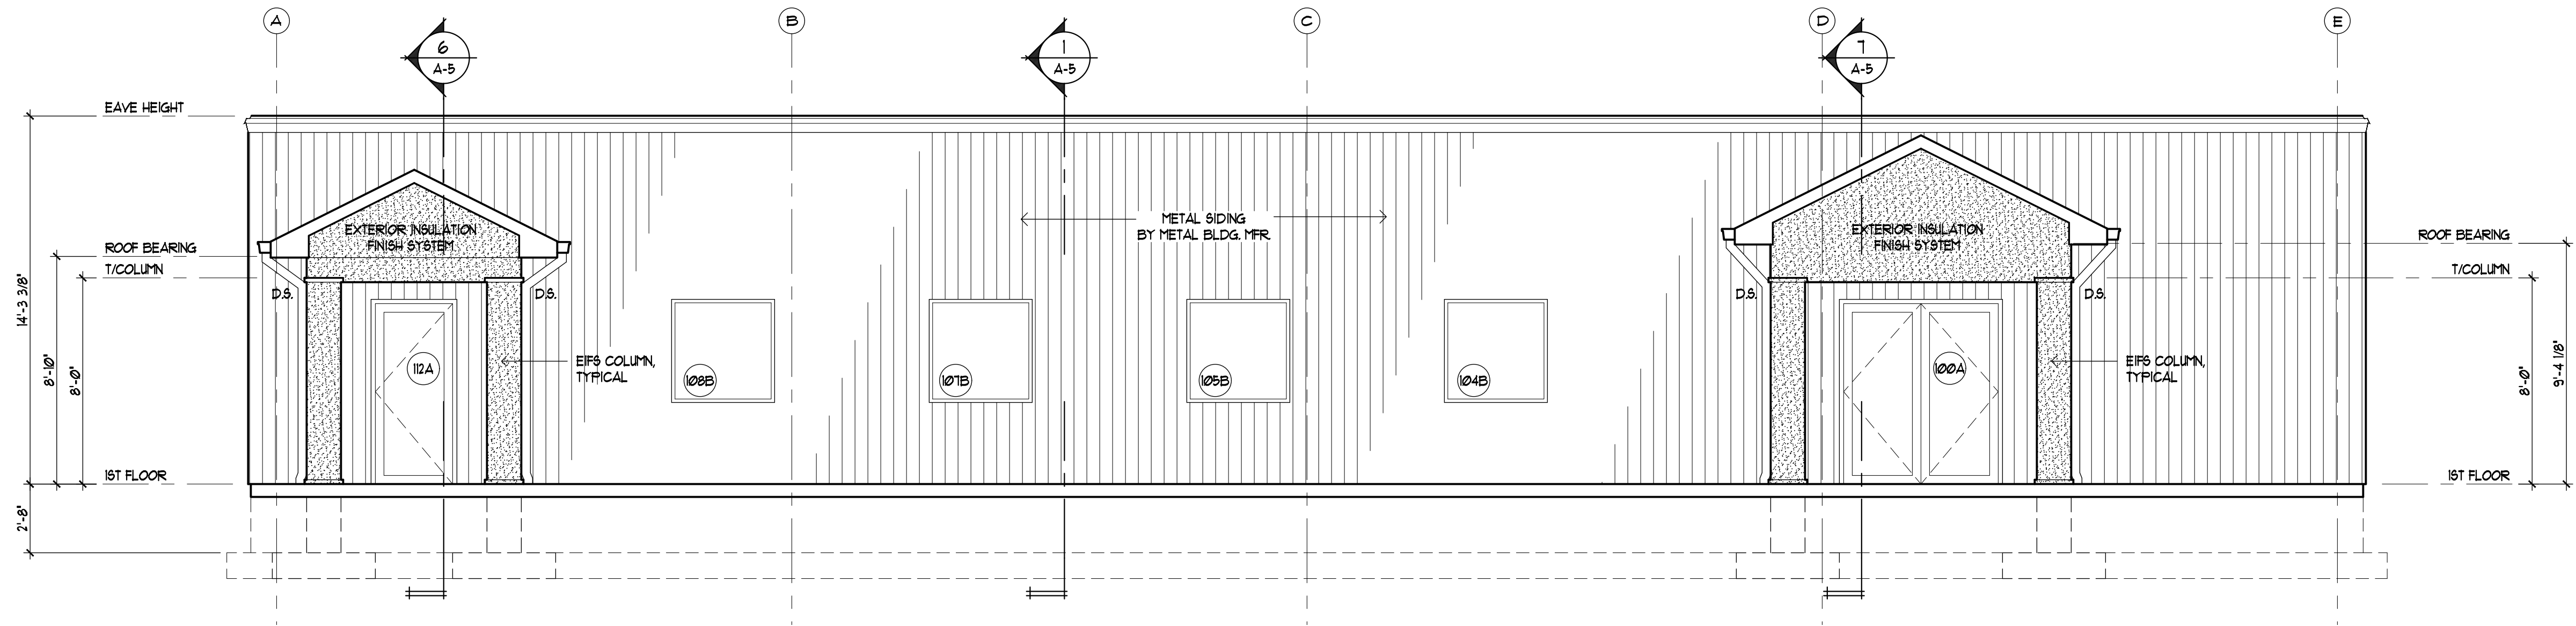 A
B
C
D
E
6
A-5
1
A-5
7
A-5
EAVE HEIGHT
METAL SIDING
BY METAL BLDG. MFR.
EXTERIOR INSULATION
FINISH SYSTEM
EXTERIOR INSULATION
FINISH SYSTEM
ROOF BEARING
T/COLUMN
ROOF BEARING
T/COLUMN
D.S.
D.S.
D.S.
D.S.
14'-3 3/8"
8'-10"
8'-0"
112A
EIFS COLUMN,
TYPICAL
108B
107B
105B
104B
100A
EIFS COLUMN,
TYPICAL
8'-0"
9'-4 1/8"
1ST FLOOR
1ST FLOOR
2'-8"